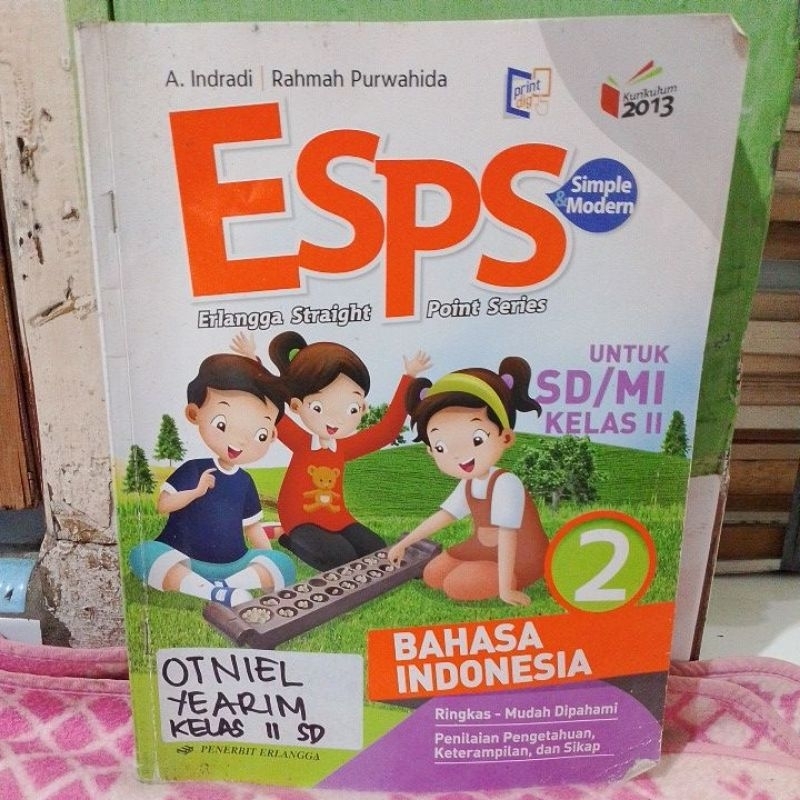 A. Indradi | Rahmah Purwahida
print
dig
Kurikulum
2013
ESPS
Simple
& Modern
Erlangga Straight Point Series
UNTUK
SD/MI
KELAS II
2
BAHASA
INDONESIA
Ringkas - Mudah Dipahami
Penilaian Pengetahuan,
Keterampilan, dan Sikap
OTNIEL
YEARIM
KELAS II SD
PENERBIT ERLANGGA